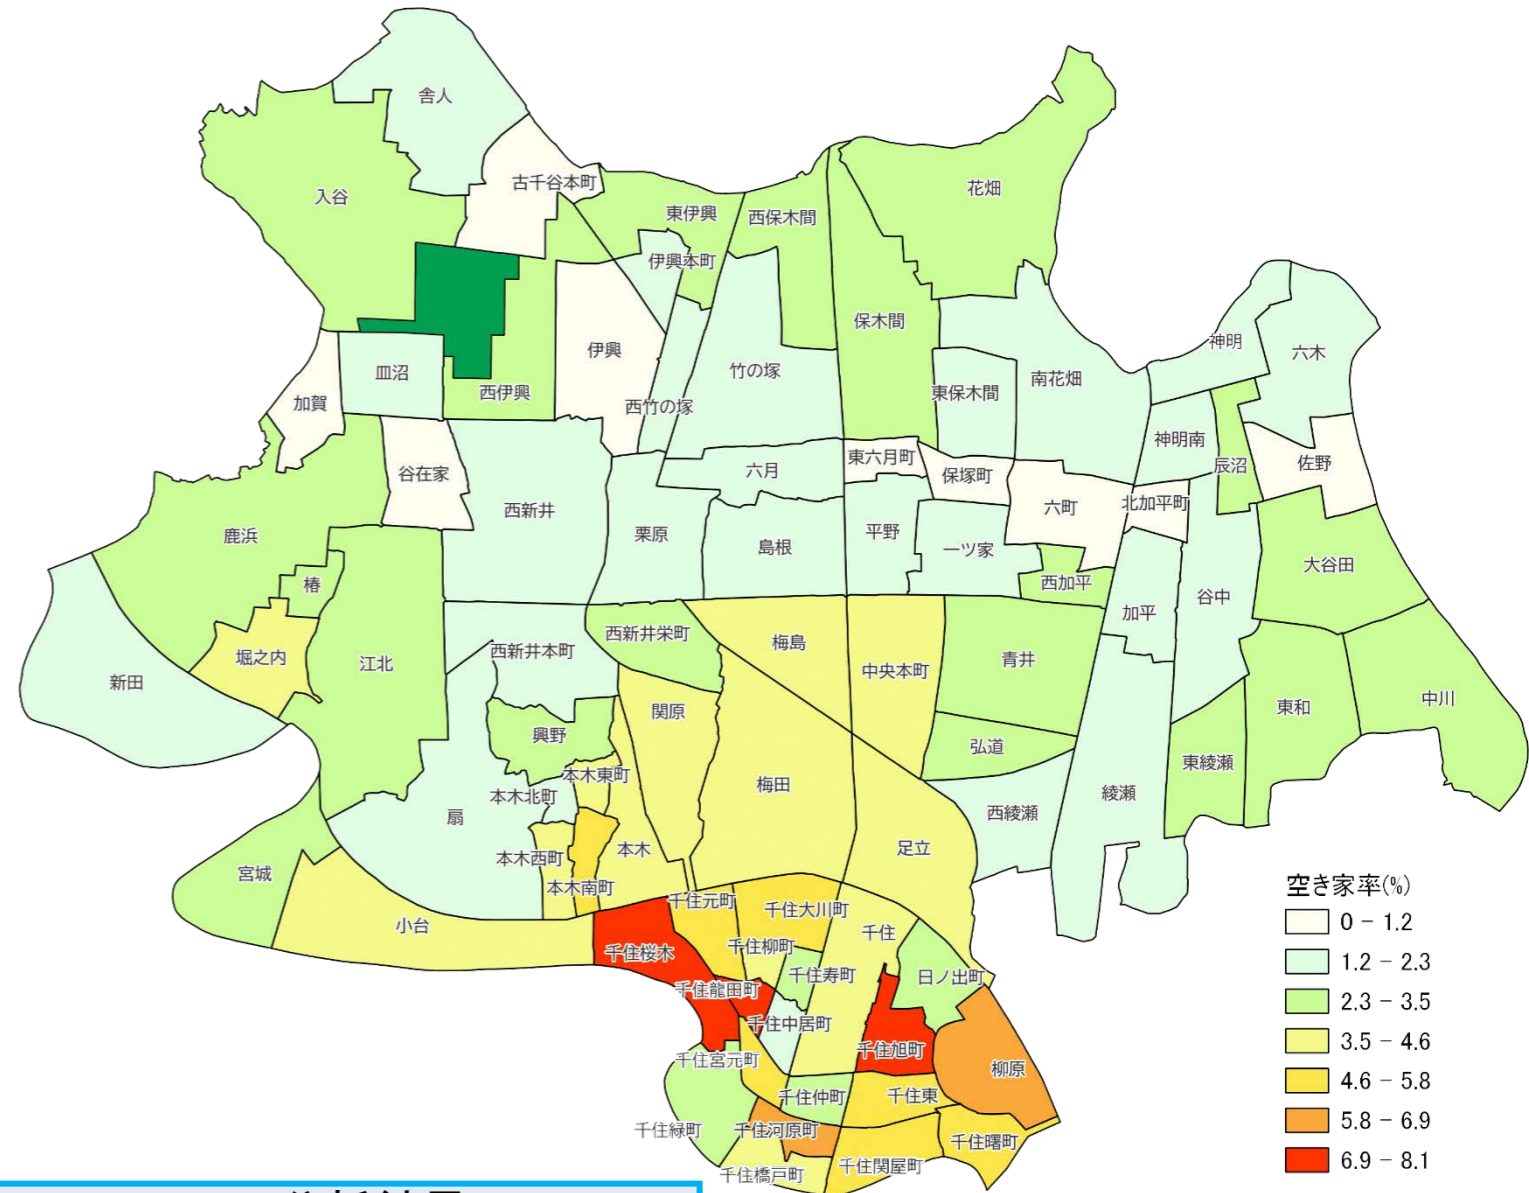 舎人
古千谷本町
入谷
東伊興
西保木間
花畑
伊興本町
保木間
神明
六木
伊興
竹の塚
皿沼
西伊興
加賀
西竹の塚
東保木間
南花畑
神明南
谷在家
六月
東六月町
保塚町
辰沼
佐野
北加平町
西新井
六町
鹿浜
栗原
島根
平野
一ツ家
大谷田
椿
西加平
加平
谷中
西新井栄町
梅島
堀之内
江北
西新井本町
中央本町
青井
新田
関原
東和
中川
興野
弘道
東綾瀬
本木東町
梅田
本木北町
綾瀬
扇
西綾瀬
本木
足立
本木西町
宮城
本木南町
千住元町
千住大川町
小台
千住
千住柳町
千住桜木
千住寿町
日ノ出町
千住龍田町
千住中居町
千住旭町
千住宮元町
柳原
千住仲町
千住東
千住緑町
千住河原町
千住曙町
千住関屋町
千住橋戸町
空き家率(%)
0 − 1.2
1.2 − 2.3
2.3 − 3.5
3.5 − 4.6
4.6 − 5.8
5.8 − 6.9
6.9 − 8.1